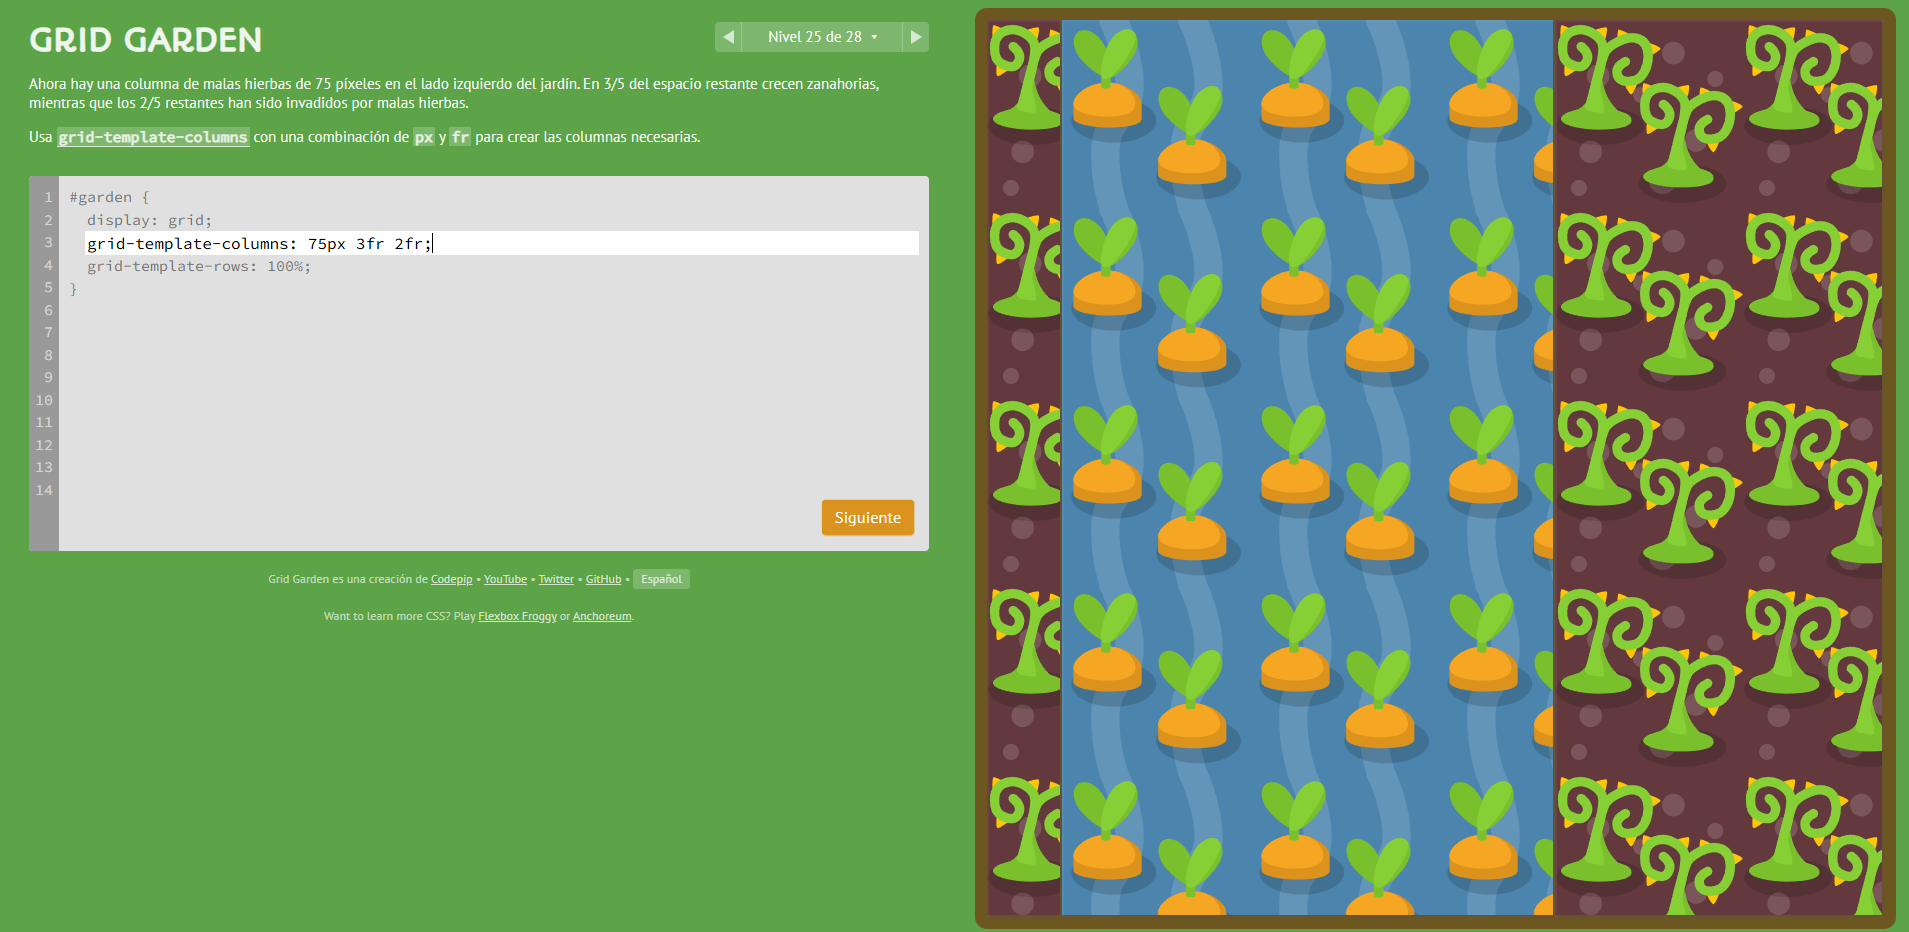 GRID GARDEN
Nivel 25 de 28
Ahora hay una columna de malas hierbas de 75 píxeles en el lado izquierdo del jardín. En 3/5 del espacio restante crecen zanahorias,
mientras que los 2/5 restantes han sido invadidos por malas hierbas.
Usa grid-template-columns con una combinación de px y fr para crear las columnas necesarias.
1 #garden {
2 display: grid;
3 grid-template-columns: 75px 3fr 2fr;
4 grid-template-rows: 100%;
5 }
6
7
8
9
10
11
12
13
14
Siguiente
Grid Garden es una creación de Codepip • YouTube • Twitter • GitHub • Español
Want to learn more CSS? Play Flexbox Froggy or Anchoreum.